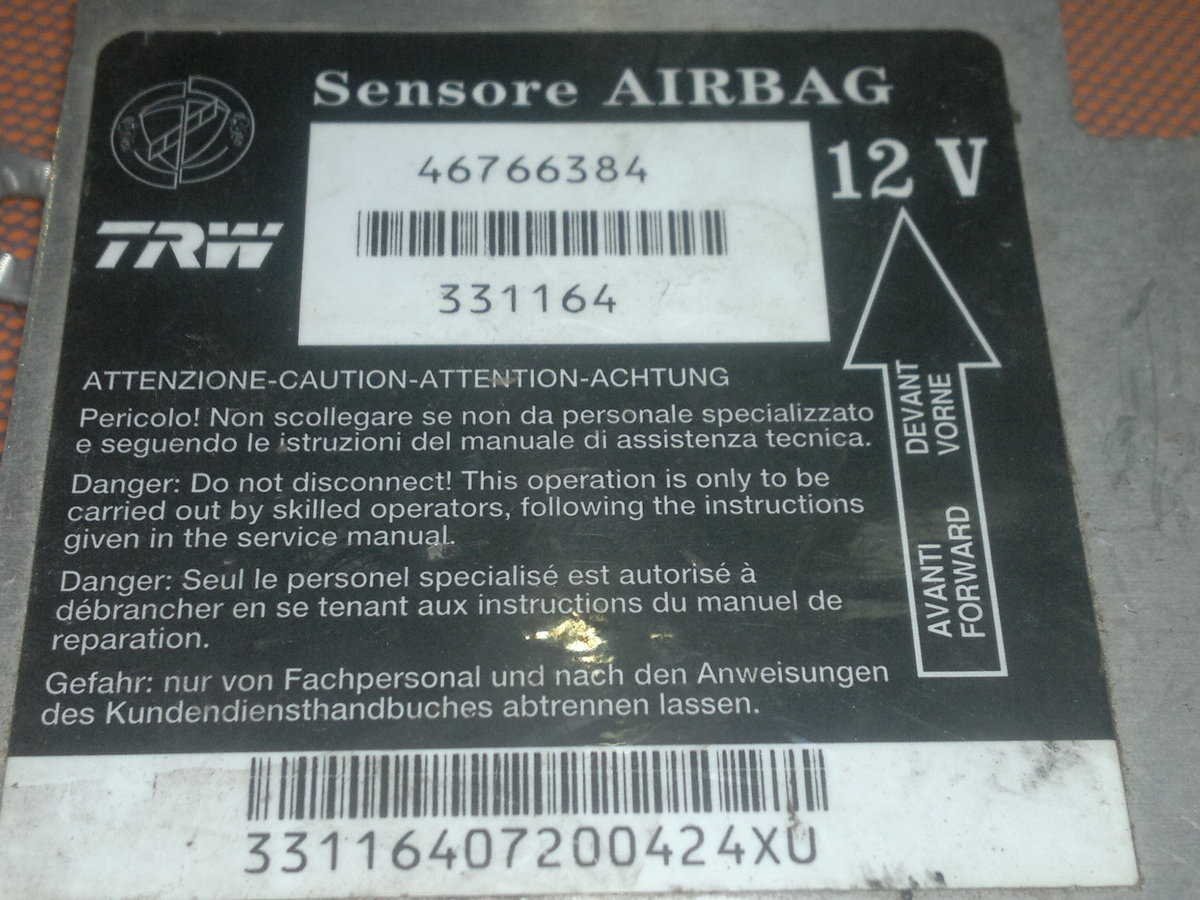 Sensore AIRBAG
12 V
TRW
46766384
331164
ATTENZIONE-CAUTION-ATTENTION-ACHTUNG
Pericolo! Non scollegare se non da personale specializzato
e seguendo le istruzioni del manuale di assistenza tecnica.
Danger: Do not disconnect! This operation is only to be
carried out by skilled operators, following the instructions
given in the service manual.
Danger: Seul le personel specialisé est autorisé à
débrancher en se tenant aux instructions du manuel de
reparation.
Gefahr: nur von Fachpersonal und nach den Anweisungen
des Kundendiensthandbuches abtrennen lassen.
AVANTI DEVANT
FORWARD VORNE
33116407200424XU